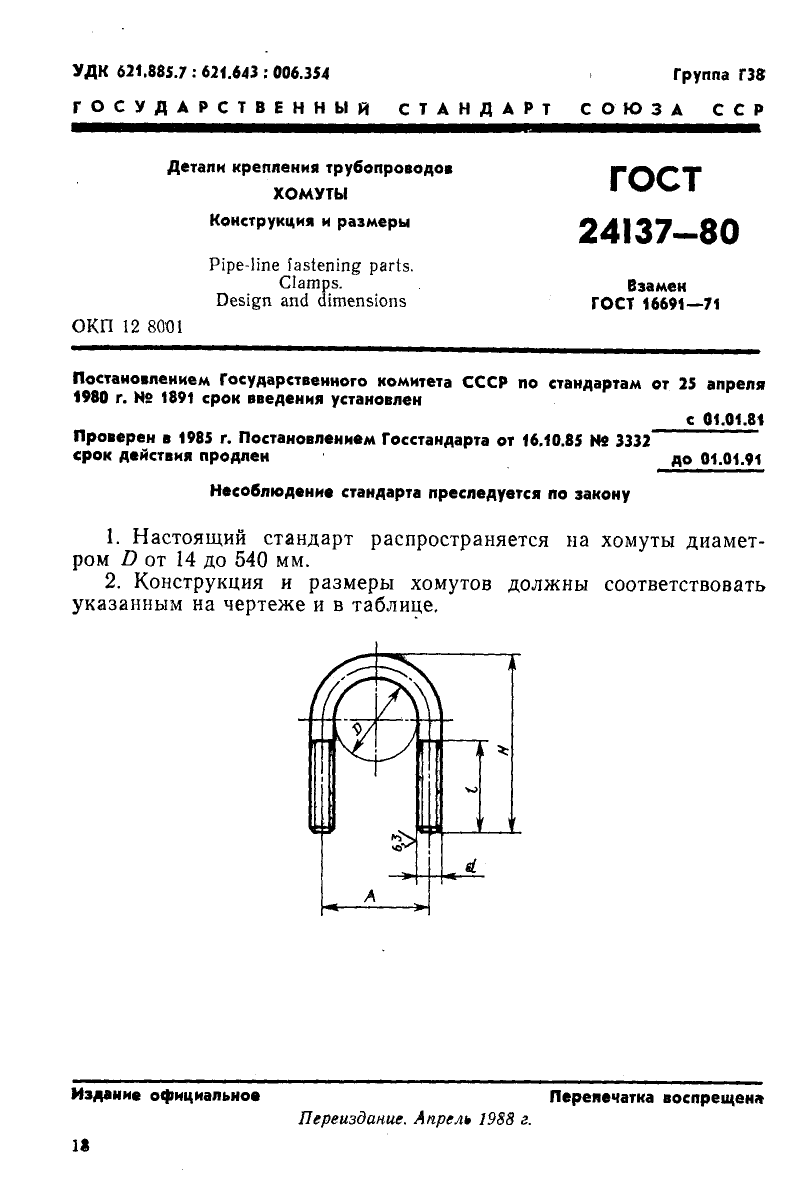 УДК 621.885.7 : 621.643 : 006.354
Группа Г38
ГОСУДАРСТВЕННЫЙ СТАНДАРТ СОЮЗА ССР
Детали крепления трубопроводов
ХОМУТЫ
Конструкция и размеры
Pipe-line fastening parts.
Clamps.
Design and dimensions
ОКП 12 8001
ГОСТ
24137—80
Взамен
ГОСТ 16691—71
Постановлением Государственного комитета СССР по стандартам от 25 апреля
1980 г. № 1891 срок введения установлен
с 01.01.81
Проверен в 1985 г. Постановлением Госстандарта от 16.10.85 № 3332
срок действия продлен
до 01.01.91
Несоблюдение стандарта преследуется по закону
1. Настоящий стандарт распространяется на хомуты диамет-
ром D от 14 до 540 мм.
2. Конструкция и размеры хомутов должны соответствовать
указанным на чертеже и в таблице.
D
H
l
6,3
d
A
Издание официальное
Перепечатка воспрещена
Переиздание. Апрель 1988 г.
18